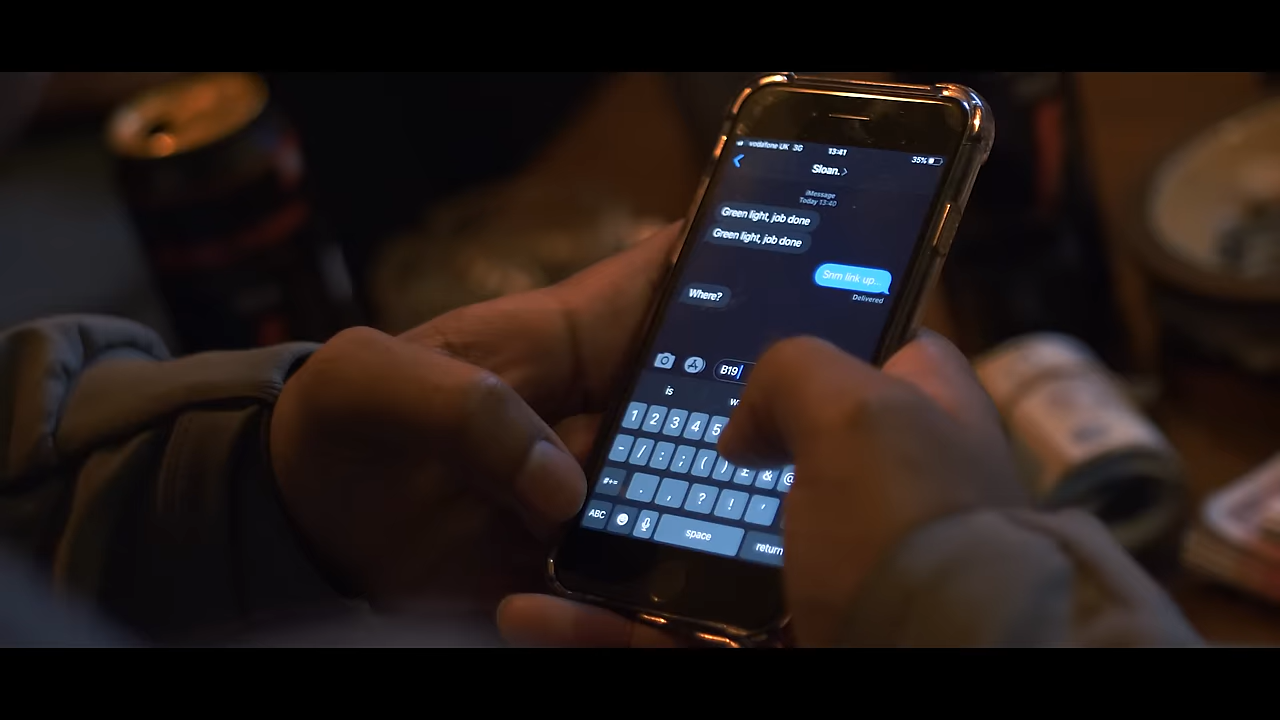 vodafone UK 3G 13:41 35%
Sloan. >
iMessage
Today 13:40
Green light, job done
Green light, job done
Snm link up...
Delivered
Where?
B19
is
1 2 3 4 5
- / : ; ( ) £ & @
#+= . , ? ! '
ABC space return